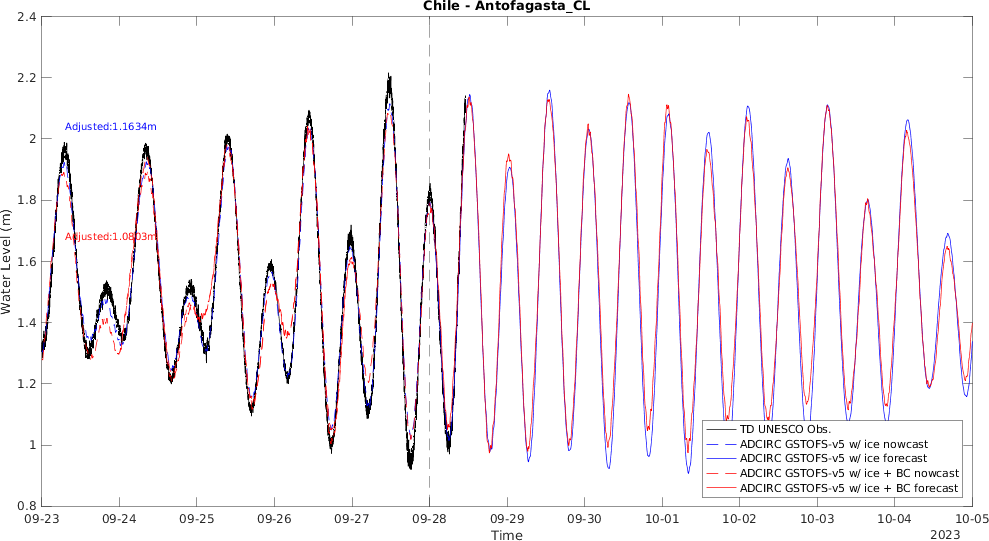 Chile - Antofagasta_CL
2.4
2.2
2
1.8
1.6
1.4
1.2
1
0.8
Water Level (m)
Adjusted:1.1634m
Adjusted:1.0803m
TD UNESCO Obs.
ADCIRC GSTOFS-v5 w/ ice nowcast
ADCIRC GSTOFS-v5 w/ ice forecast
ADCIRC GSTOFS-v5 w/ ice + BC nowcast
ADCIRC GSTOFS-v5 w/ ice + BC forecast
09-23 09-24 09-25 09-26 09-27 09-28 09-29 09-30 10-01 10-02 10-03 10-04 10-05
Time
2023